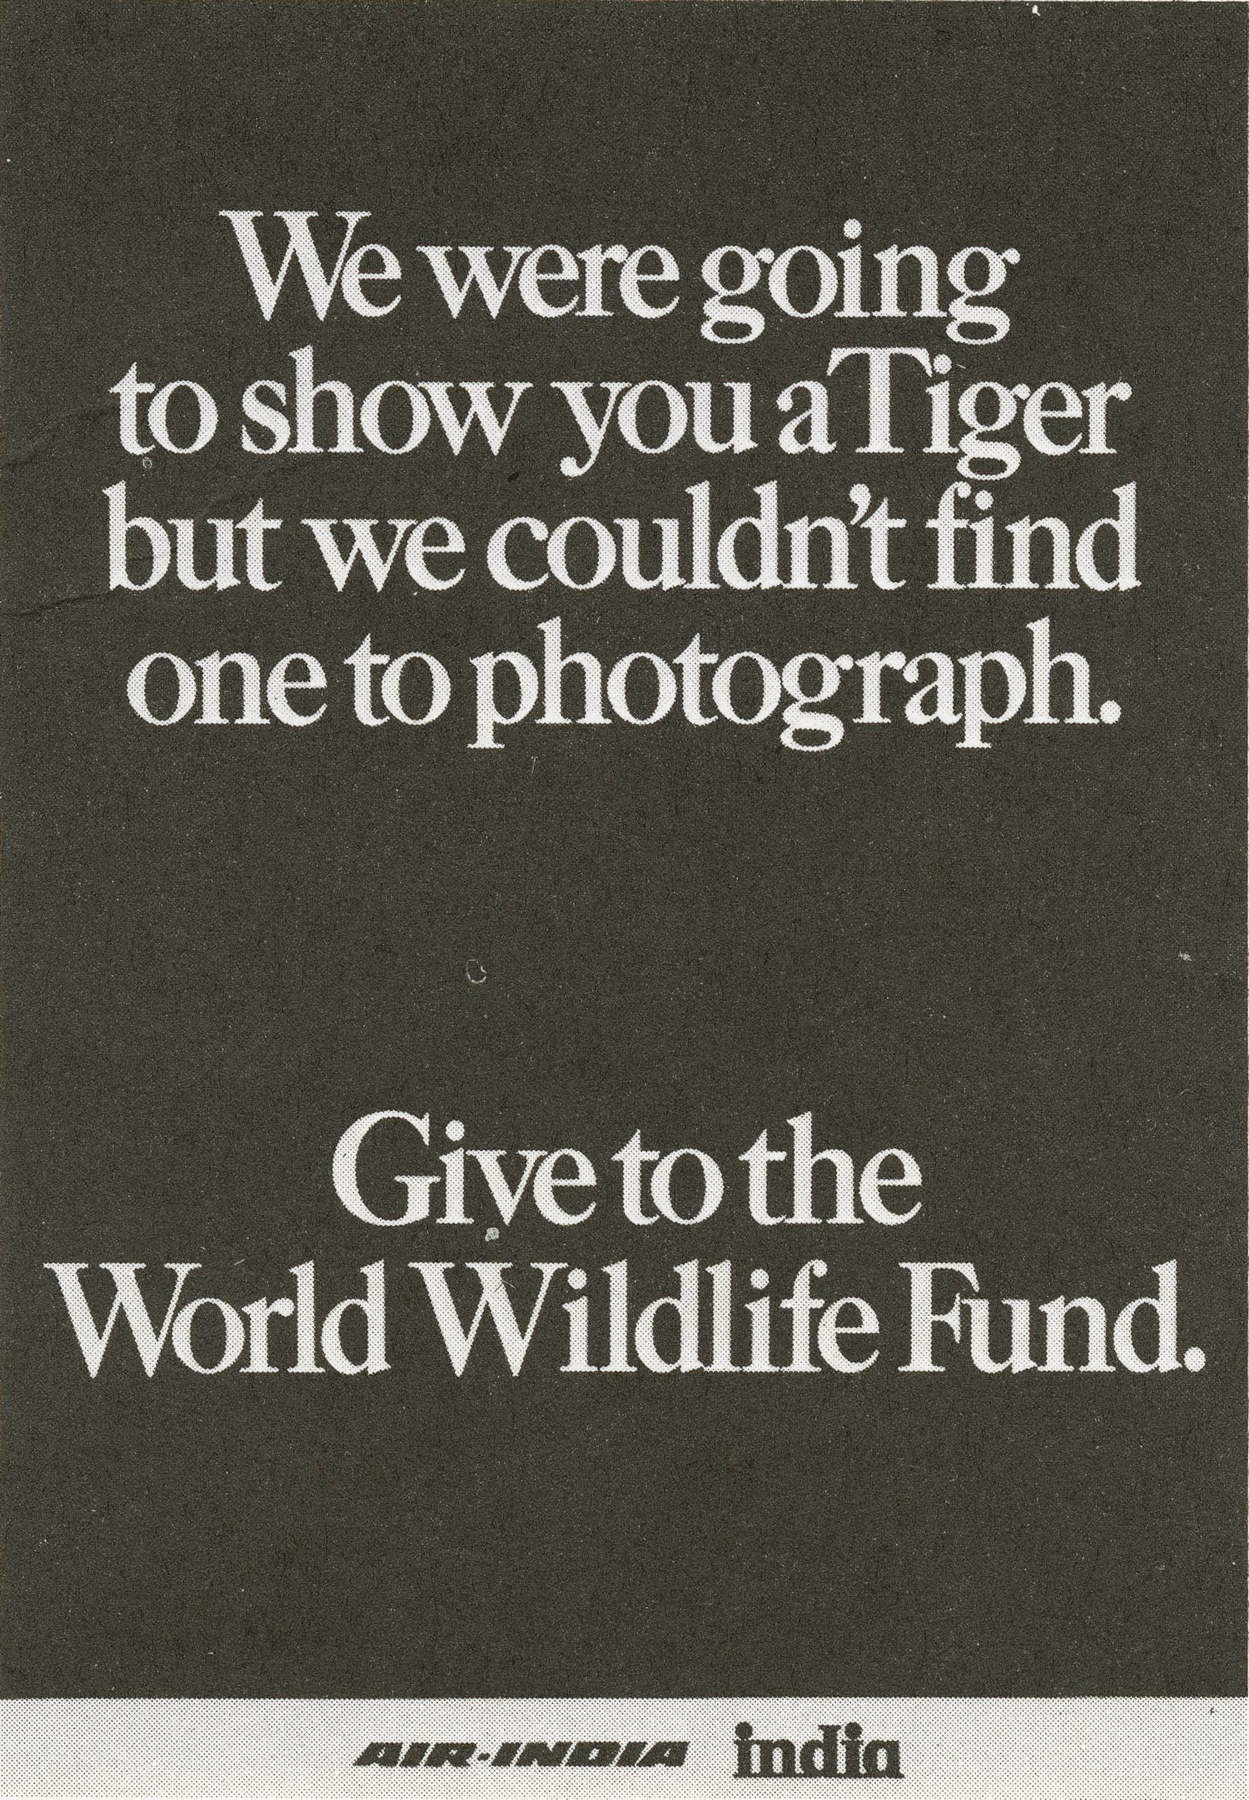 We were going
to show you a Tiger
but we couldn't find
one to photograph.
Give to the
World Wildlife Fund.
AIR-INDIA india